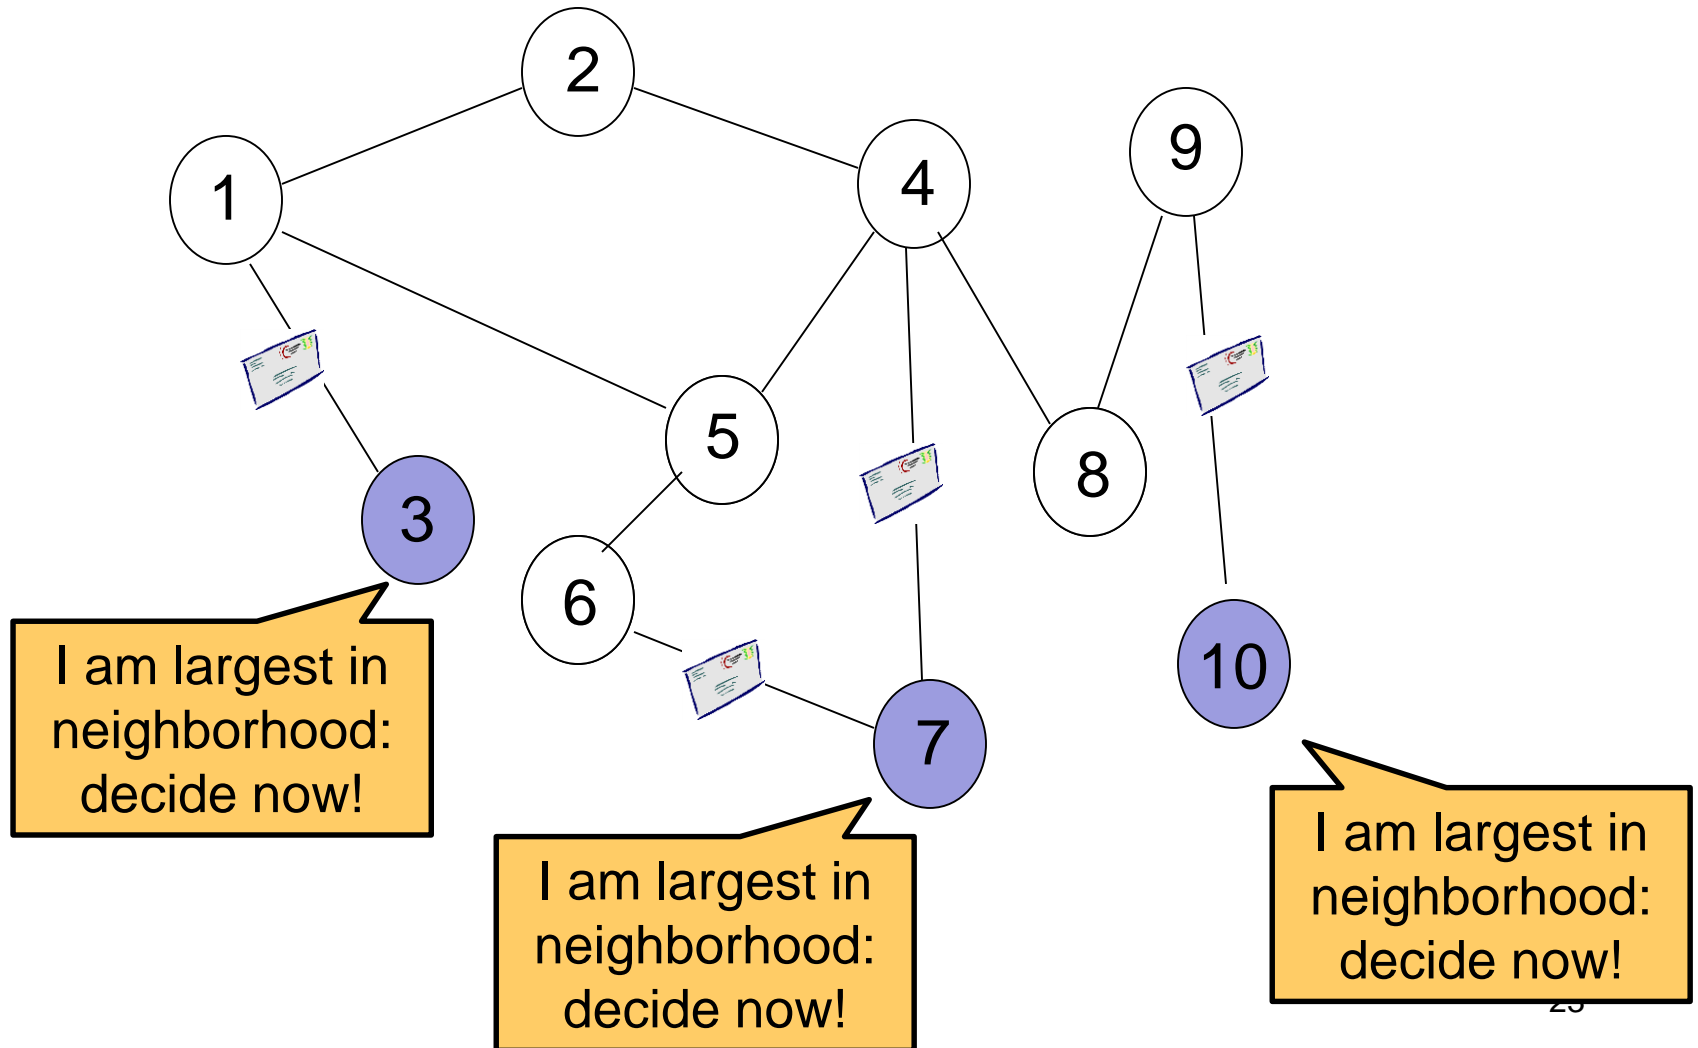 2
9
4
1
5
8
3
6
10
7
I am largest in
neighborhood:
decide now!
I am largest in
neighborhood:
decide now!
I am largest in
neighborhood:
decide now!